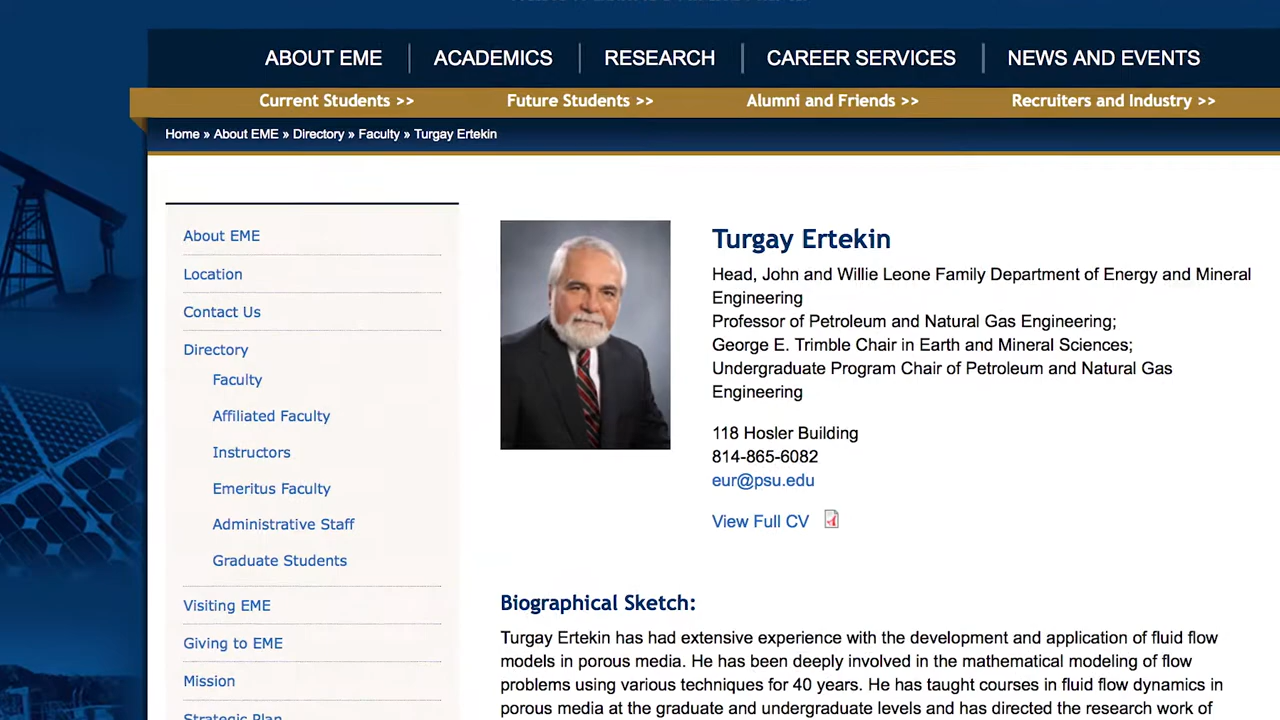 ABOUT EME
ACADEMICS
RESEARCH
CAREER SERVICES
NEWS AND EVENTS
Current Students >>
Future Students >>
Alumni and Friends >>
Recruiters and Industry >>
Home » About EME » Directory » Faculty » Turgay Ertekin
About EME
Location
Contact Us
Directory
Faculty
Affiliated Faculty
Instructors
Emeritus Faculty
Administrative Staff
Graduate Students
Visiting EME
Giving to EME
Mission
Strategic Plan
Turgay Ertekin
Head, John and Willie Leone Family Department of Energy and Mineral
Engineering
Professor of Petroleum and Natural Gas Engineering;
George E. Trimble Chair in Earth and Mineral Sciences;
Undergraduate Program Chair of Petroleum and Natural Gas
Engineering
118 Hosler Building
814-865-6082
eur@psu.edu
View Full CV
Biographical Sketch:
Turgay Ertekin has had extensive experience with the development and application of fluid flow
models in porous media. He has been deeply involved in the mathematical modeling of flow
problems using various techniques for 40 years. He has taught courses in fluid flow dynamics in
porous media at the graduate and undergraduate levels and has directed the research work of